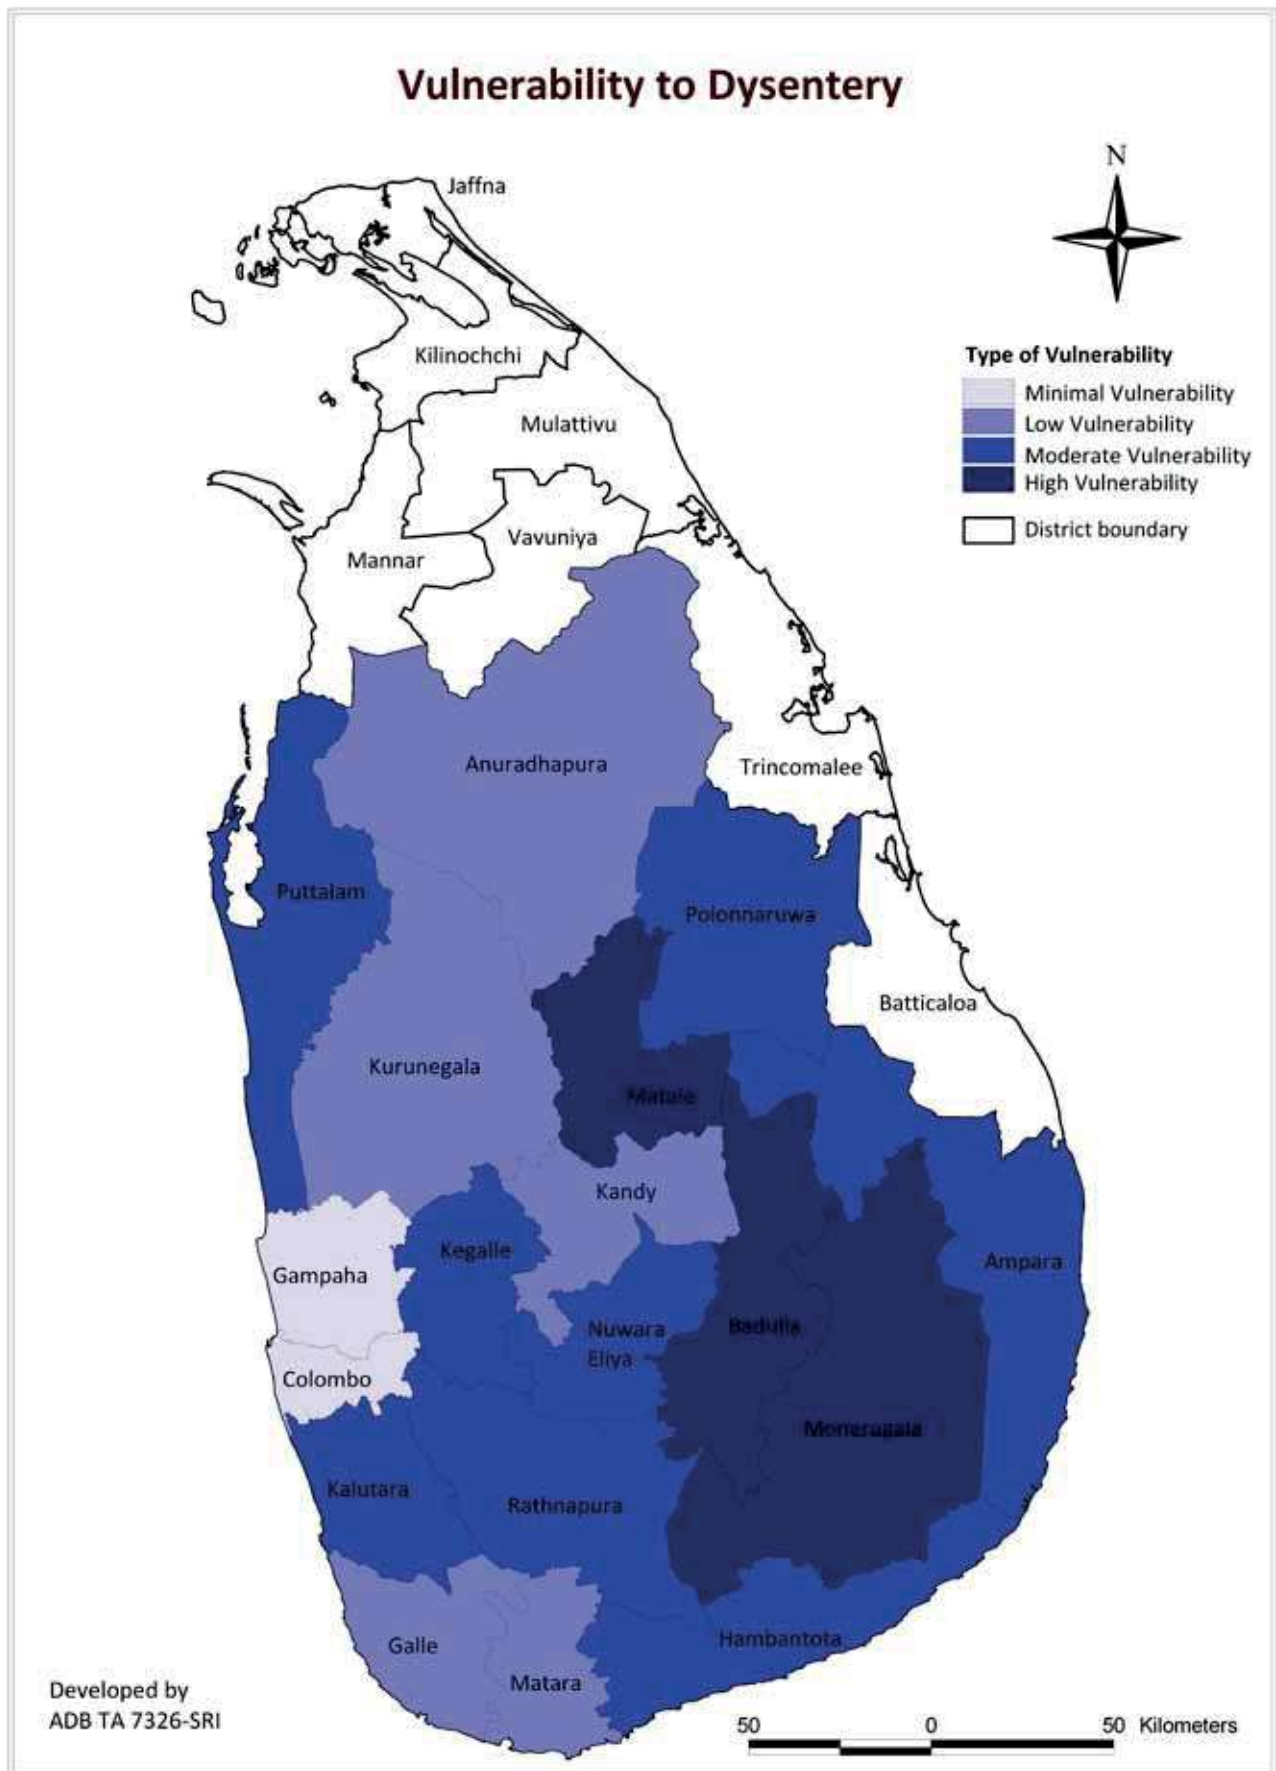 Vulnerability to Dysentery
N
Jaffna
Kilinochchi
Mulattivu
Vavuniya
Mannar
Type of Vulnerability
Minimal Vulnerability
Low Vulnerability
Moderate Vulnerability
High Vulnerability
District boundary
Anuradhapura
Trincomalee
Puttalam
Polonnaruwa
Batticaloa
Kurunegala
Matale
Kandy
Kegalle
Gampaha
Ampara
Nuwara
Eliya
Badulla
Colombo
Moneragala
Kalutara
Rathnapura
Hambantota
Galle
Matara
Developed by
ADB TA 7326-SRI
50 0 50 Kilometers